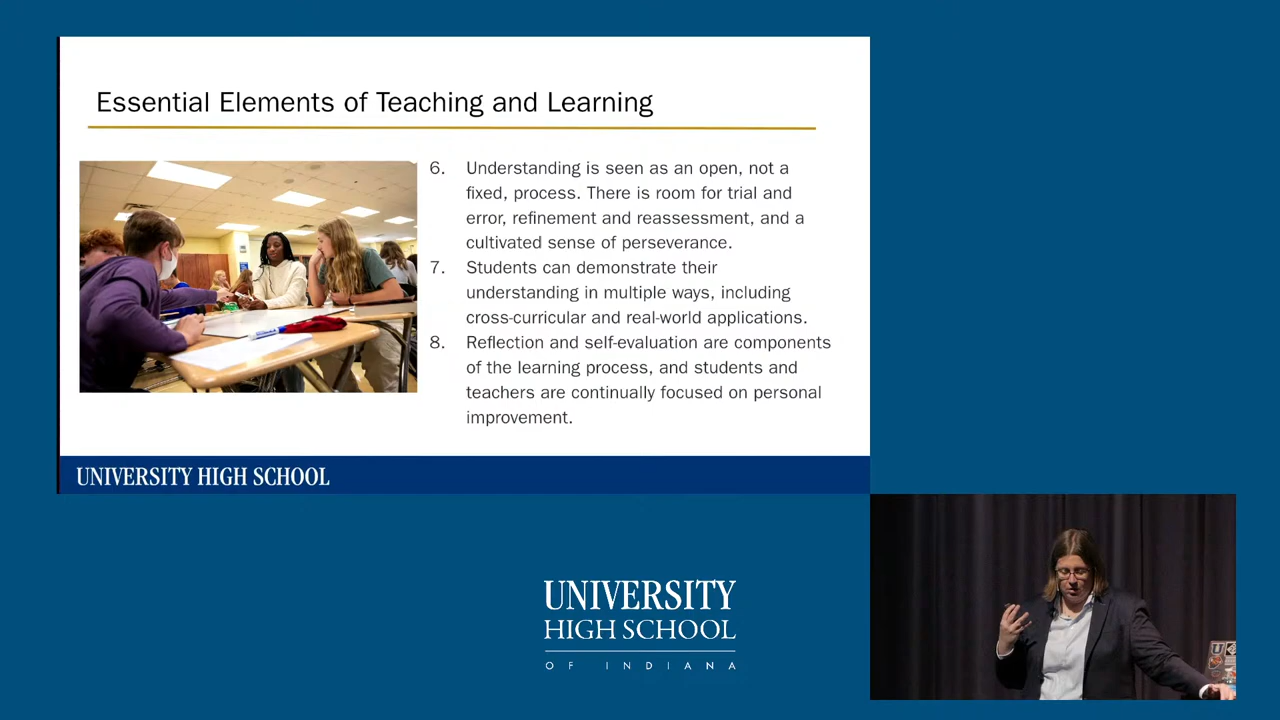 Essential Elements of Teaching and Learning
6. Understanding is seen as an open, not a
fixed, process. There is room for trial and
error, refinement and reassessment, and a
cultivated sense of perseverance.
7. Students can demonstrate their
understanding in multiple ways, including
cross-curricular and real-world applications.
8. Reflection and self-evaluation are components
of the learning process, and students and
teachers are continually focused on personal
improvement.
UNIVERSITY HIGH SCHOOL
UNIVERSITY
HIGH SCHOOL
OF INDIANA